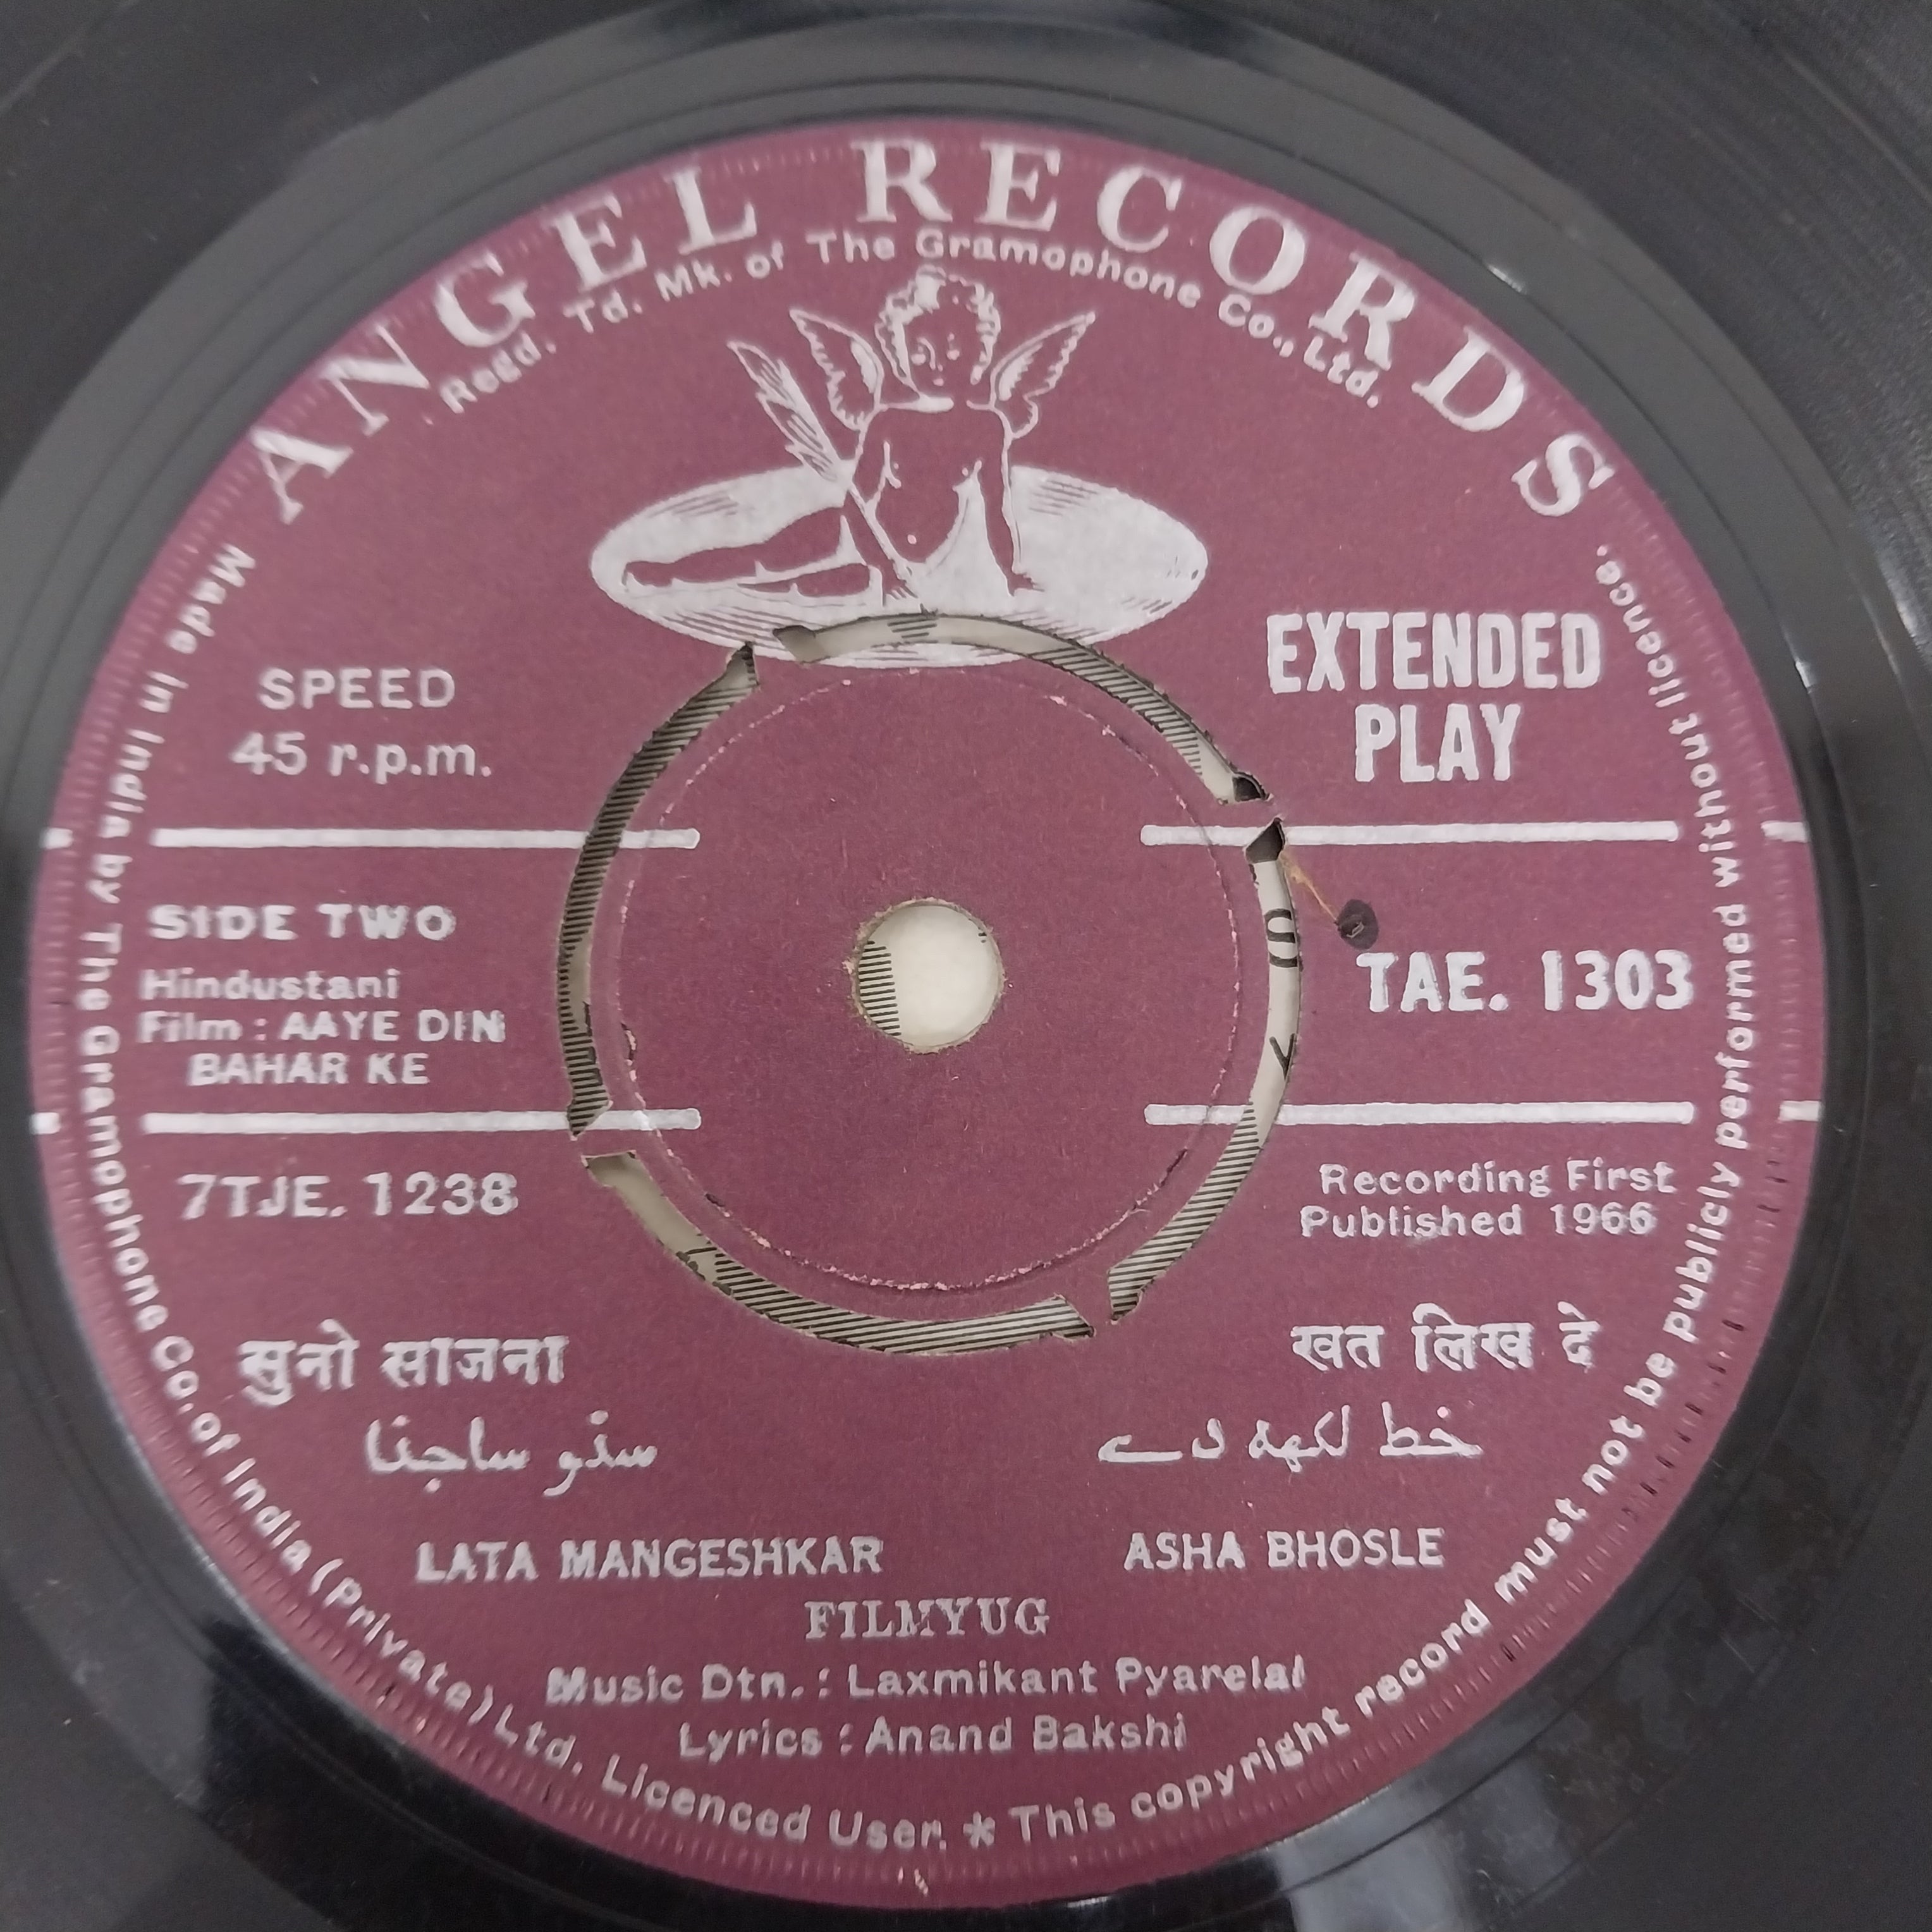 ANGEL RECORDS
Regd. Td. Mk. of The Gramophone Co., Ltd.
SPEED
45 r.p.m.
EXTENDED
PLAY
SIDE TWO
Hindustani
Film : AAYE DIN
BAHAR KE
TAE. 1303
7TJE. 1238
Recording First
Published 1966
सुनो साजना
खत लिख दे
سنو ساجنا
خط لکھہ دے
LATA MANGESHKAR
ASHA BHOSLE
FILMYUG
Music Dtn. : Laxmikant Pyarelal
Lyrics : Anand Bakshi
Made in India by The Gramophone Co. of India (Private) Ltd. Licenced User. * This copyright record must not be publicly performed without licence.